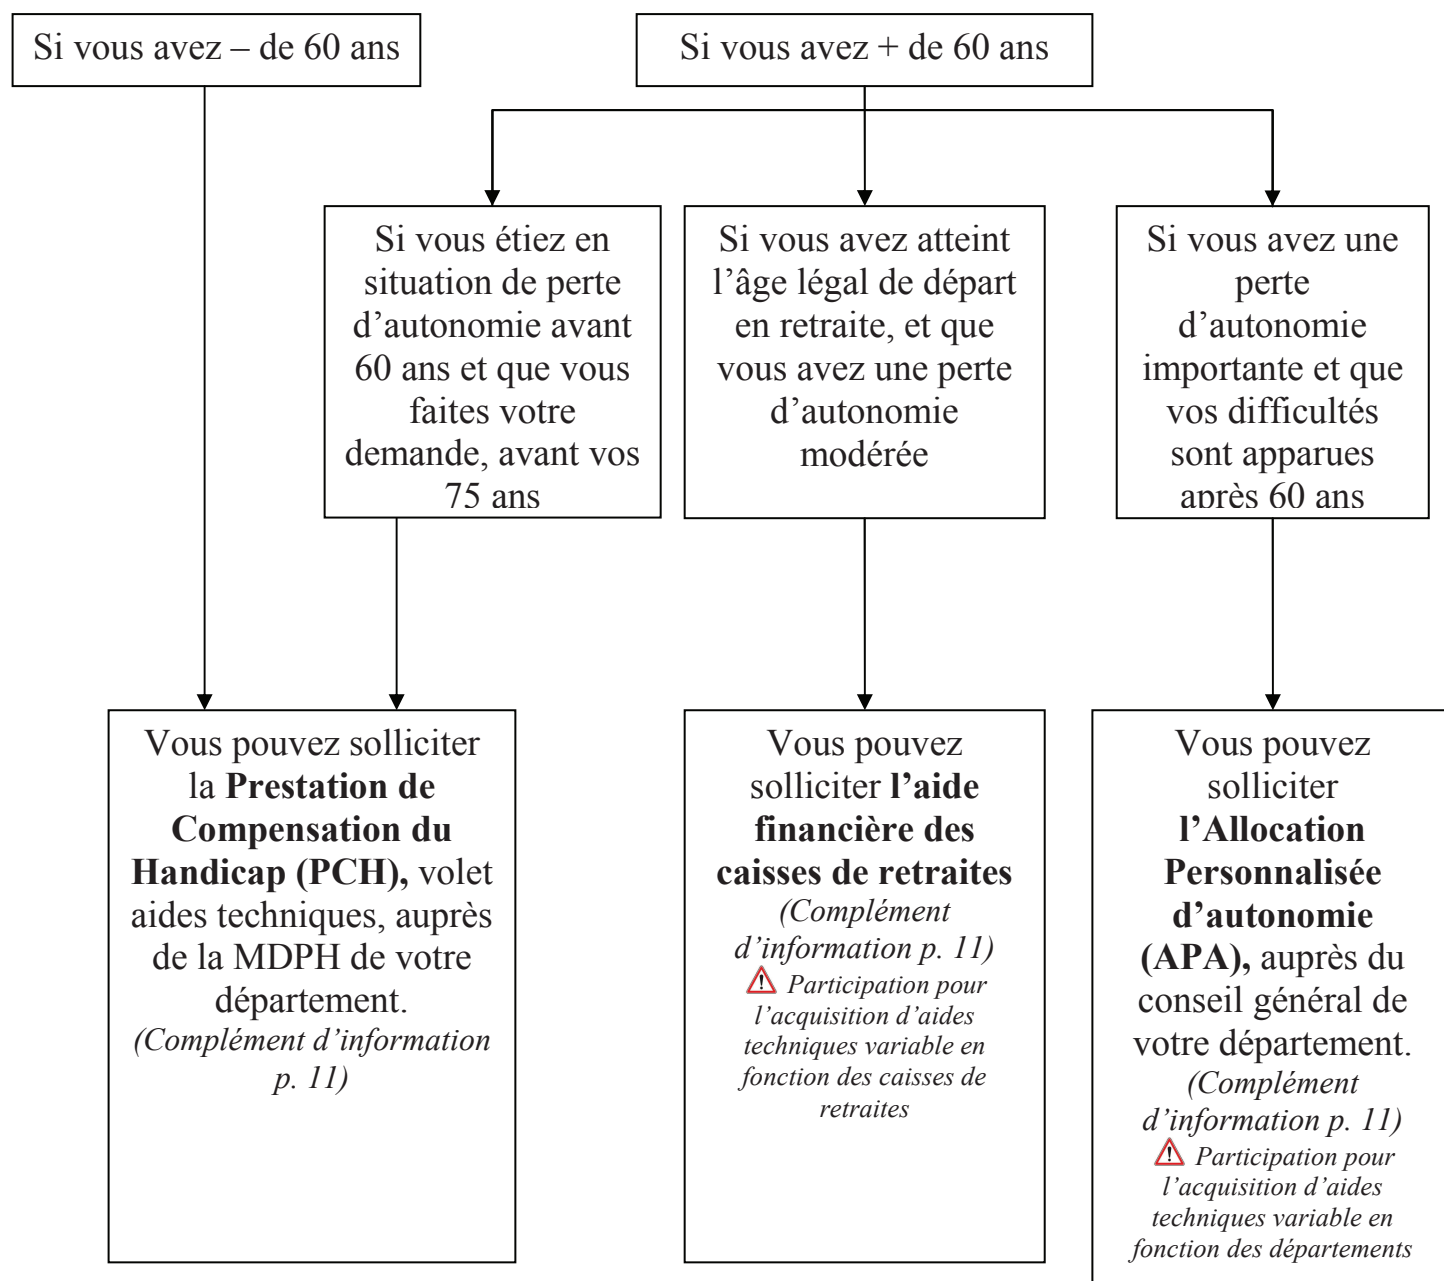 Si vous avez – de 60 ans
Si vous avez + de 60 ans
Si vous étiez en
situation de perte
d’autonomie avant
60 ans et que vous
faites votre
demande, avant vos
75 ans
Si vous avez atteint
l’âge légal de départ
en retraite, et que
vous avez une perte
d’autonomie
modérée
Si vous avez une
perte
d’autonomie
importante et que
vos difficultés
sont apparues
après 60 ans
Vous pouvez solliciter
la Prestation de
Compensation du
Handicap (PCH), volet
aides techniques, auprès
de la MDPH de votre
département.
(Complément d’information
p. 11)
Vous pouvez
solliciter l’aide
financière des
caisses de retraites
(Complément
d’information p. 11)
⚠ Participation pour
l’acquisition d’aides
techniques variable en
fonction des caisses de
retraites
Vous pouvez
solliciter
l’Allocation
Personnalisée
d’autonomie
(APA), auprès du
conseil général de
votre département.
(Complément
d’information p. 11)
⚠ Participation pour
l’acquisition d’aides
techniques variable en
fonction des départements